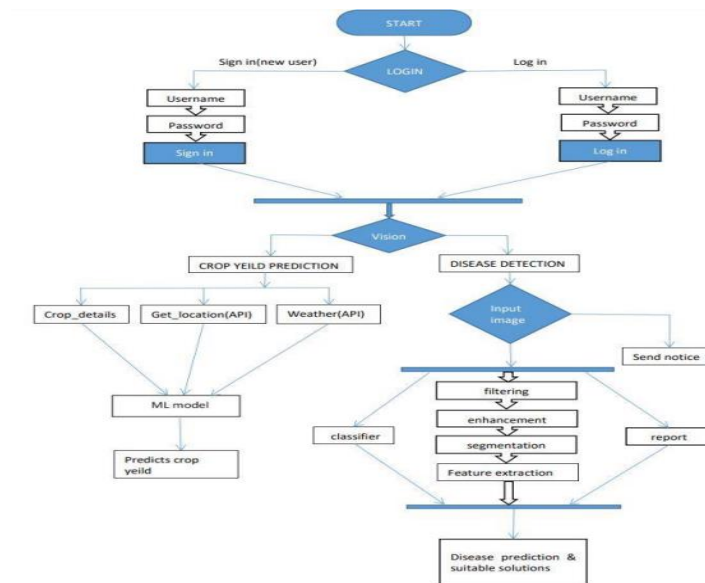 START
LOGIN
Sign in(new user)
Log in
Username
Password
Sign in
Username
Password
Log in
Vision
CROP YEILD PREDICTION
DISEASE DETECTION
Crop_details
Get_location(API)
Weather(API)
ML model
Predicts crop
yeild
Input
image
Send notice
filtering
enhancement
segmentation
Feature extraction
classifier
report
Disease prediction &
suitable solutions